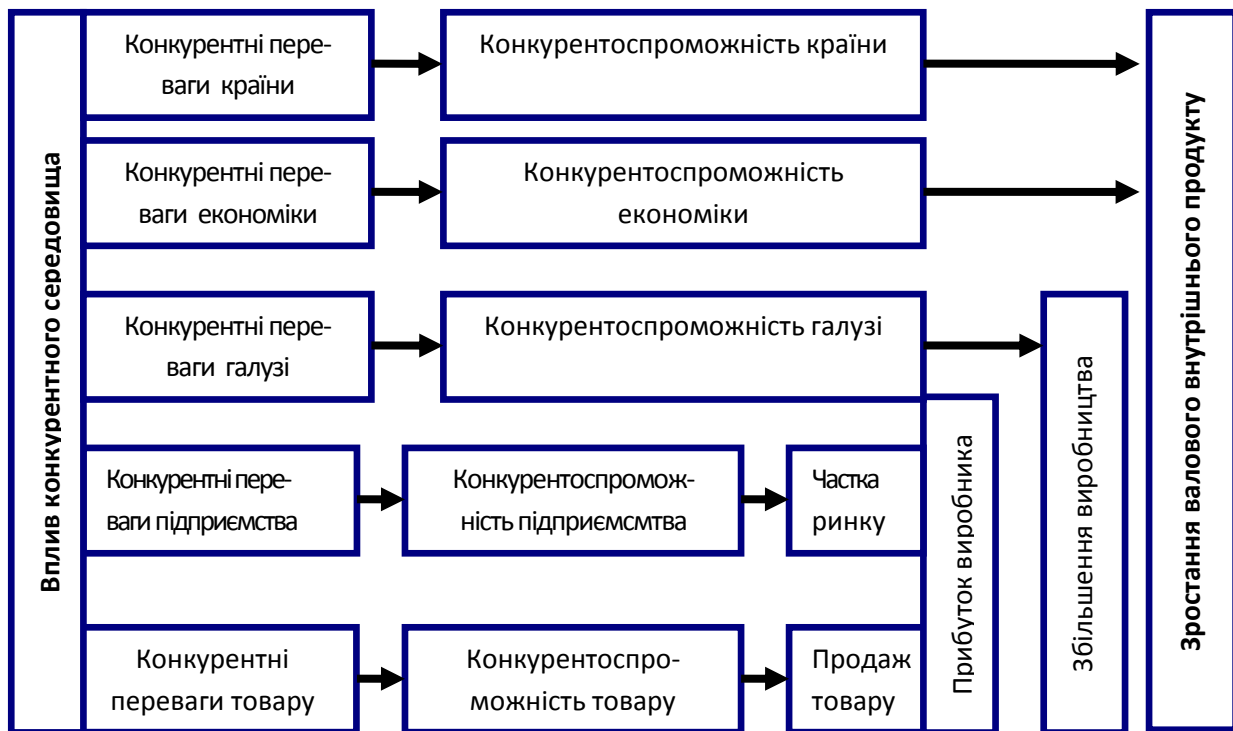 Вплив конкурентного середовища
Конкурентні пере-
ваги країни
Конкурентоспроможність країни
Конкурентні пере-
ваги економіки
Конкурентоспроможність
економіки
Конкурентні пере-
ваги галузі
Конкурентоспроможність галузі
Конкурентні пере-
ваги підприємства
Конкурентоспромож-
ність підприємсмтва
Частка
ринку
Конкурентні
переваги товару
Конкурентоспро-
можність товару
Продаж
товару
Прибуток виробника
Збільшення виробництва
Зростання валового внутрішнього продукту